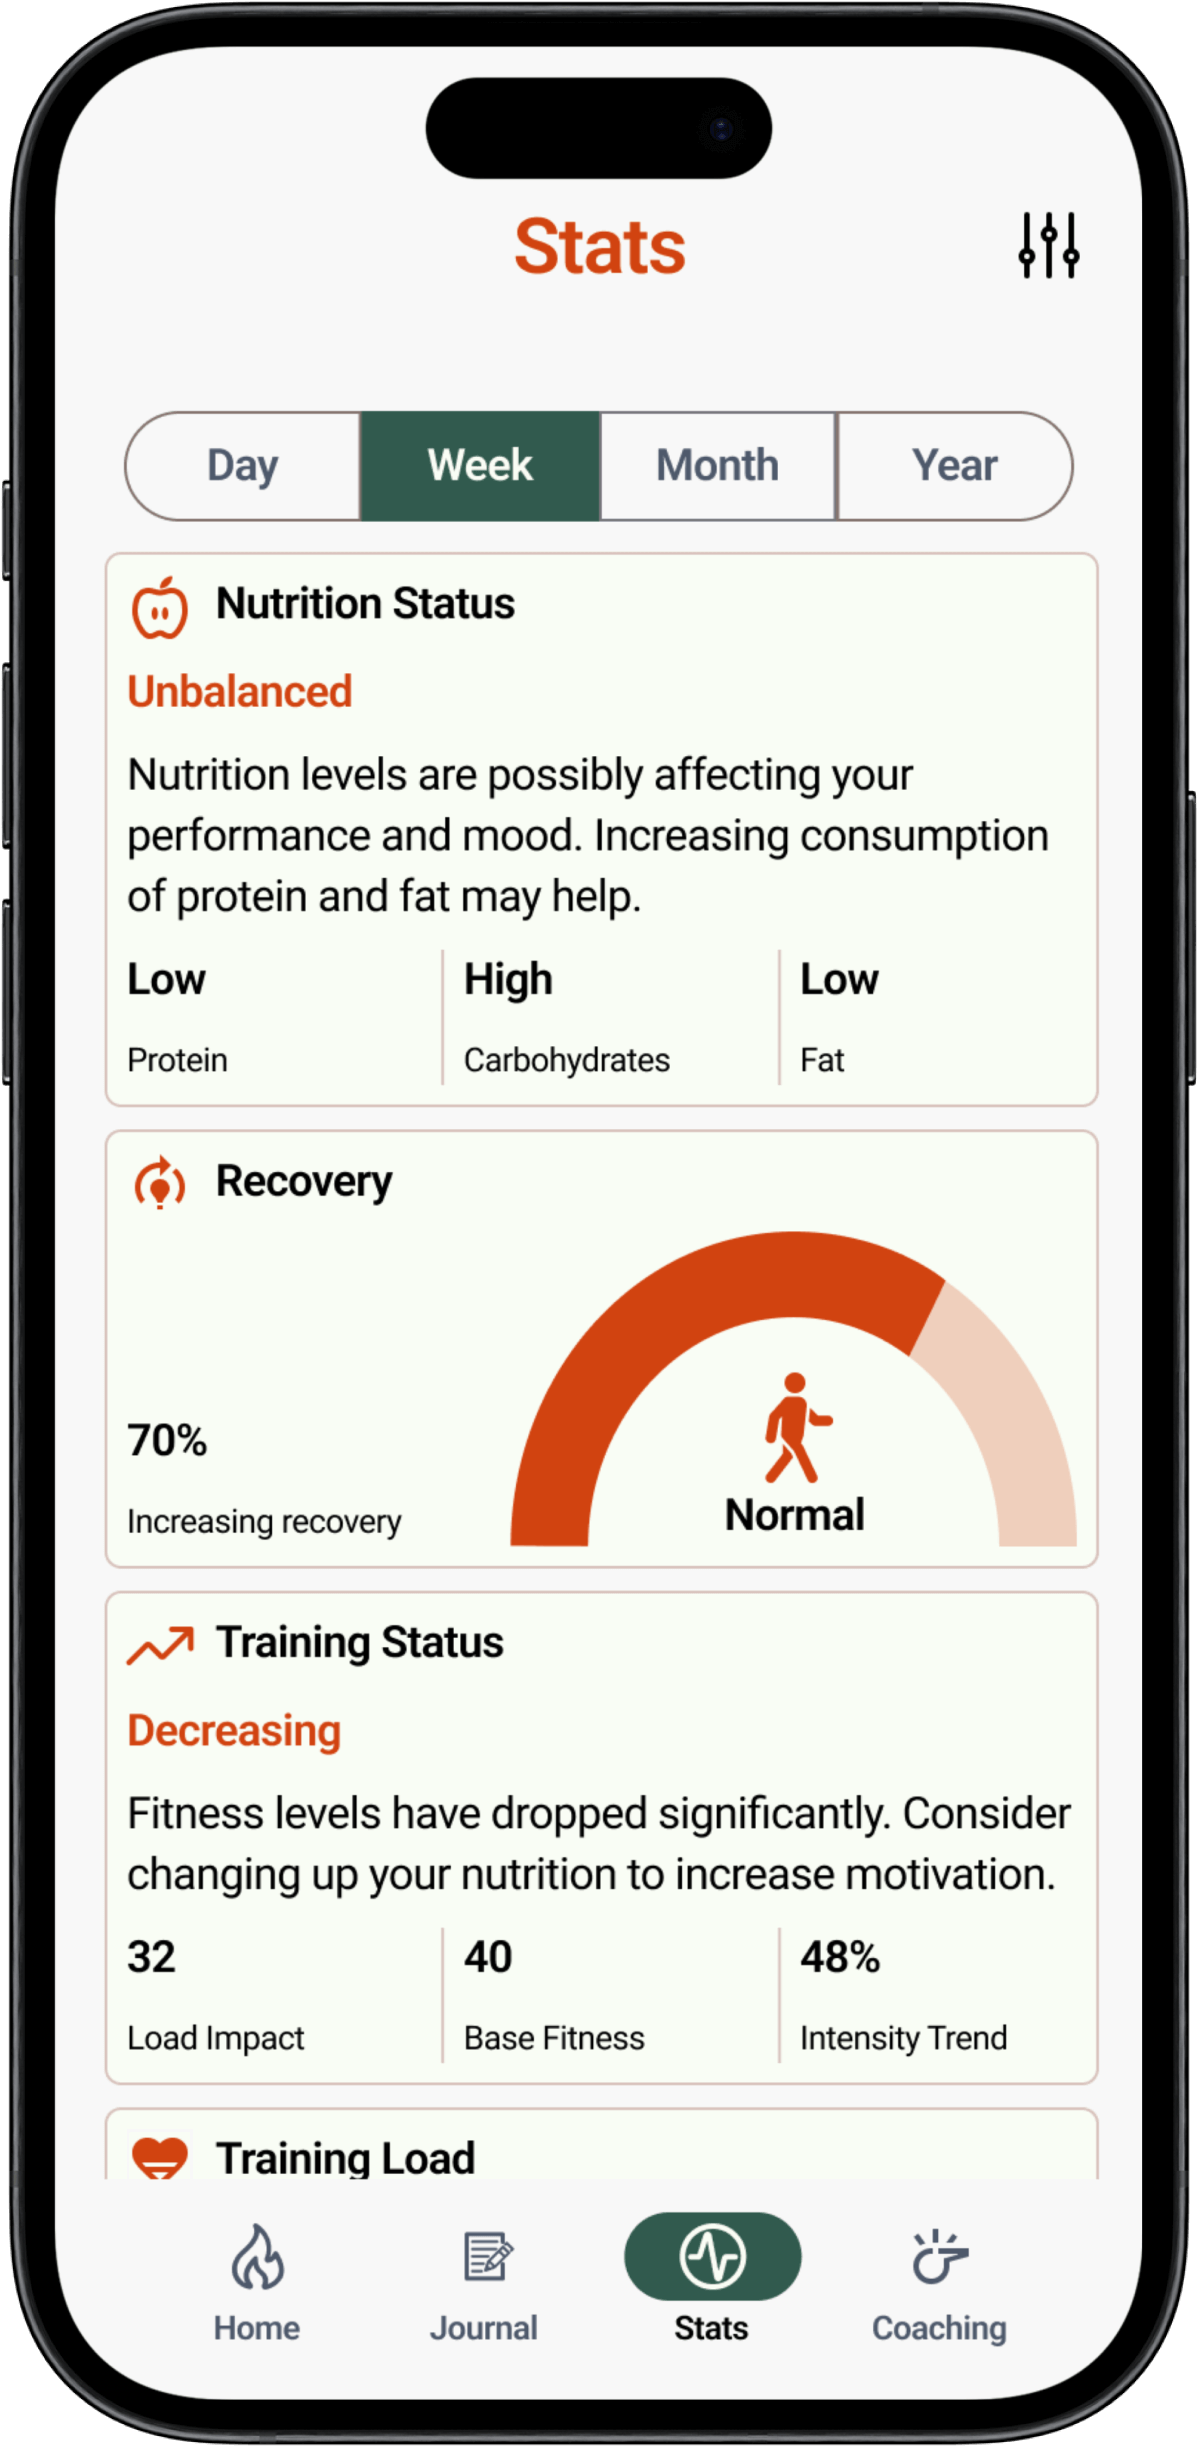 Stats
Day Week Month Year
Nutrition Status
Unbalanced
Nutrition levels are possibly affecting your
performance and mood. Increasing consumption
of protein and fat may help.
Low High Low
Protein Carbohydrates Fat
Recovery
70%
Normal
Increasing recovery
Training Status
Decreasing
Fitness levels have dropped significantly. Consider
changing up your nutrition to increase motivation.
32 40 48%
Load Impact Base Fitness Intensity Trend
Training Load
Home Journal Stats Coaching